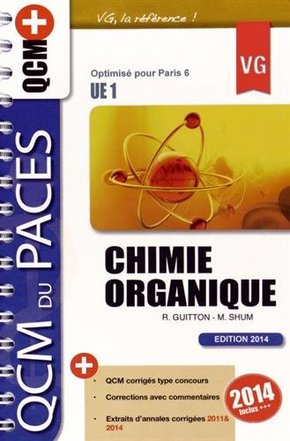 VG, la référence !
QCM+
VG
Optimisé pour Paris 6
UE 1
QCM DU PACES
CHIMIE
ORGANIQUE
R. GUITTON - M. SHUM
EDITION 2014
+
QCM corrigés type concours
Corrections avec commentaires
Extraits d'annales corrigées 2011&
2014
2014
Inclus +++